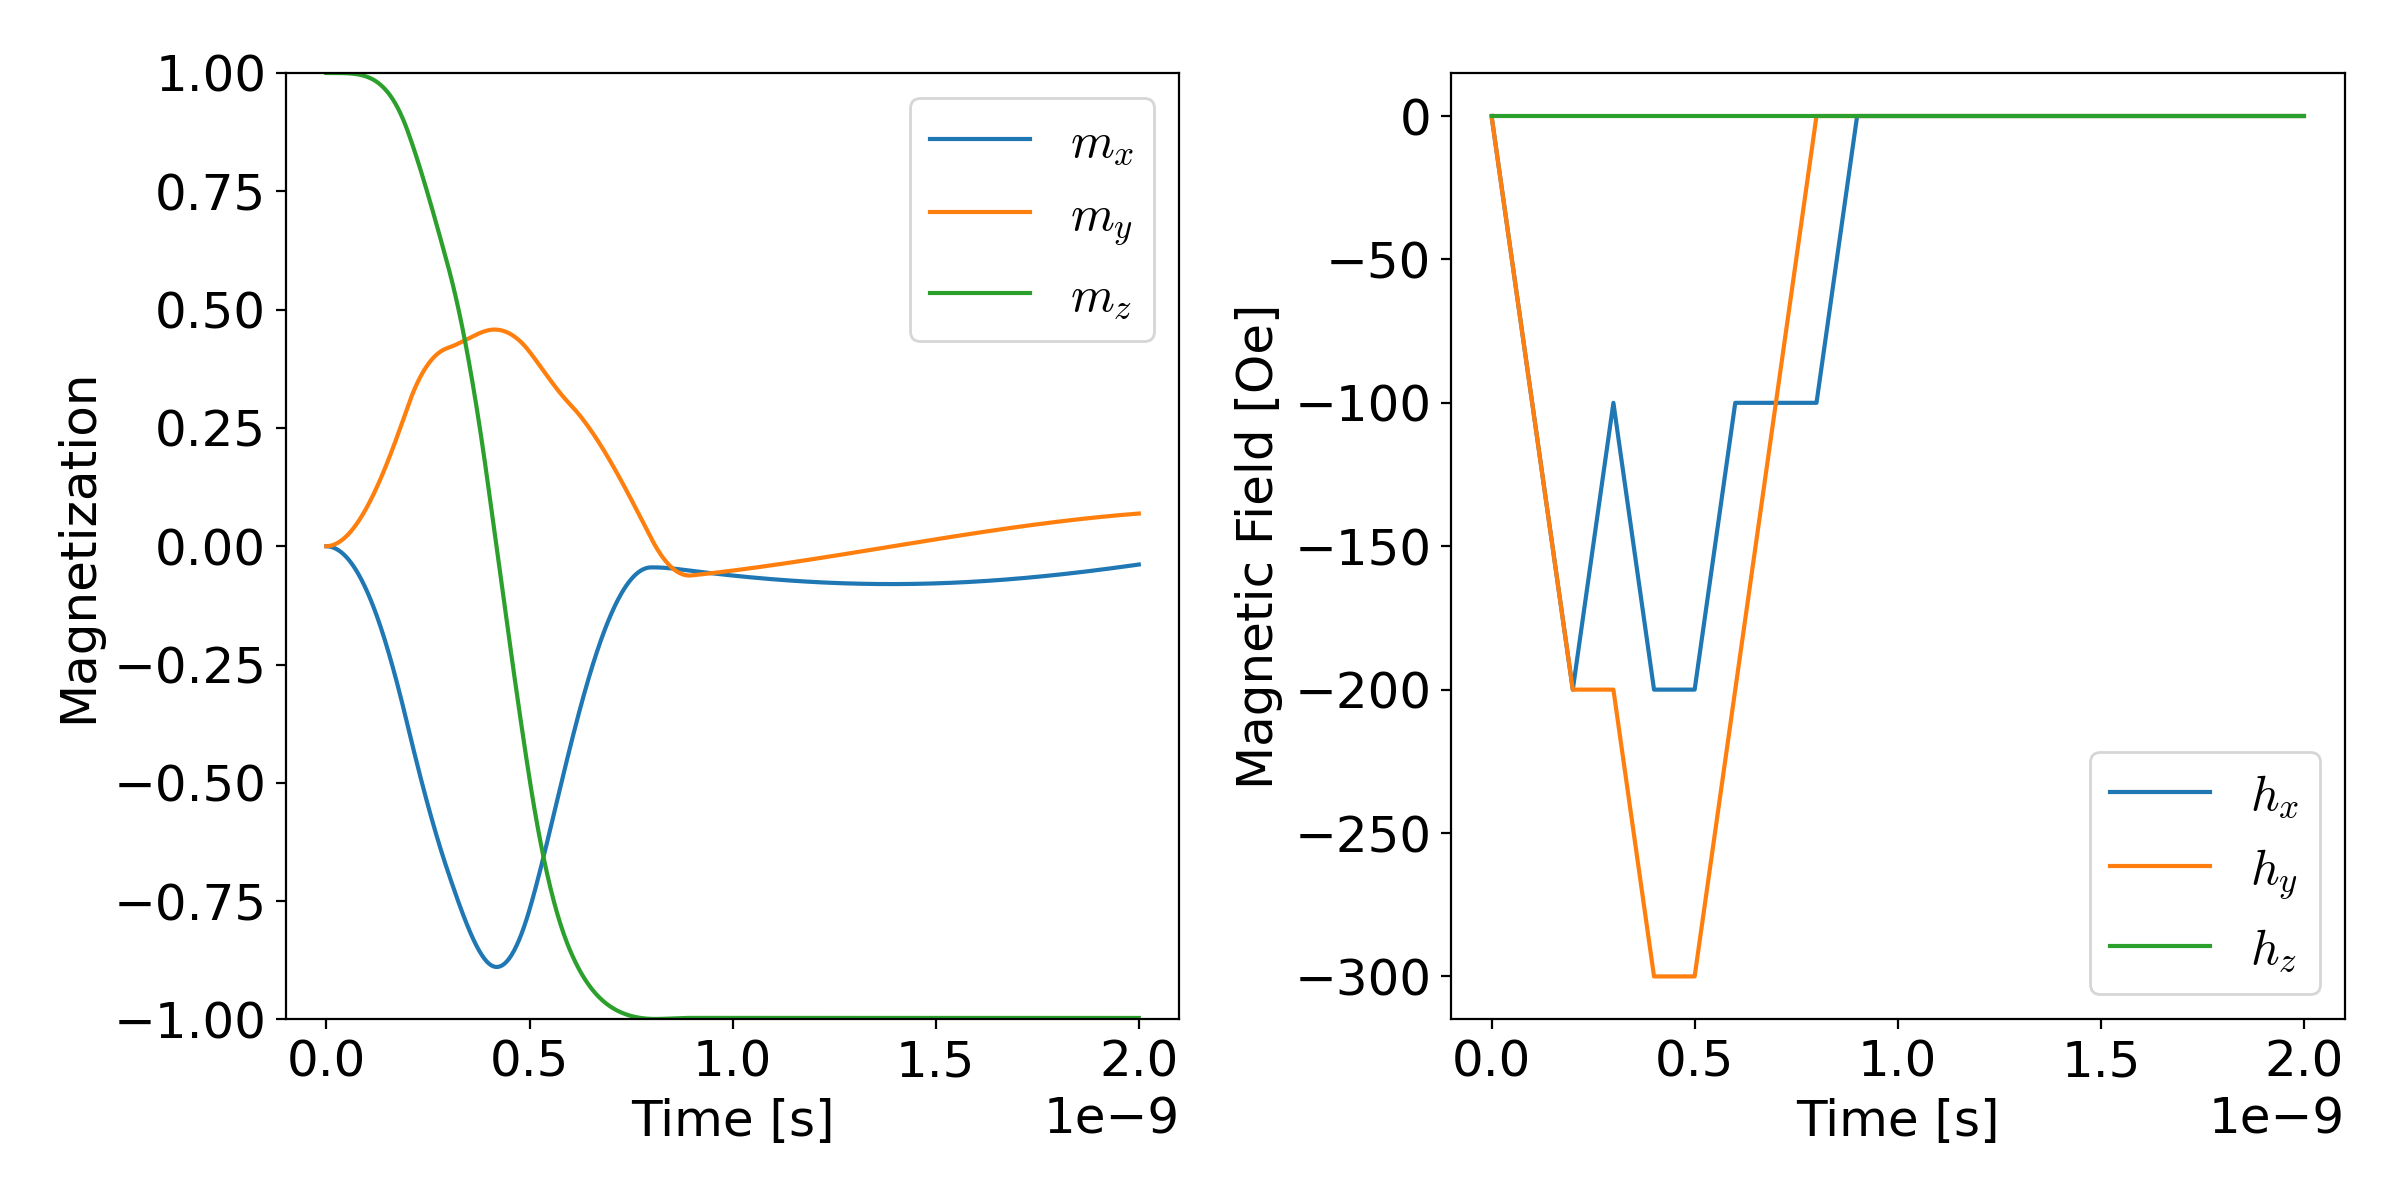 Magnetization
1.00
0.75
0.50
0.25
0.00
−0.25
−0.50
−0.75
−1.00
0.0 0.5 1.0 1.5 2.0
Time [s]
1e−9
m_x
m_y
m_z
Magnetic Field [Oe]
0
−50
−100
−150
−200
−250
−300
0.0 0.5 1.0 1.5 2.0
Time [s]
1e−9
h_x
h_y
h_z